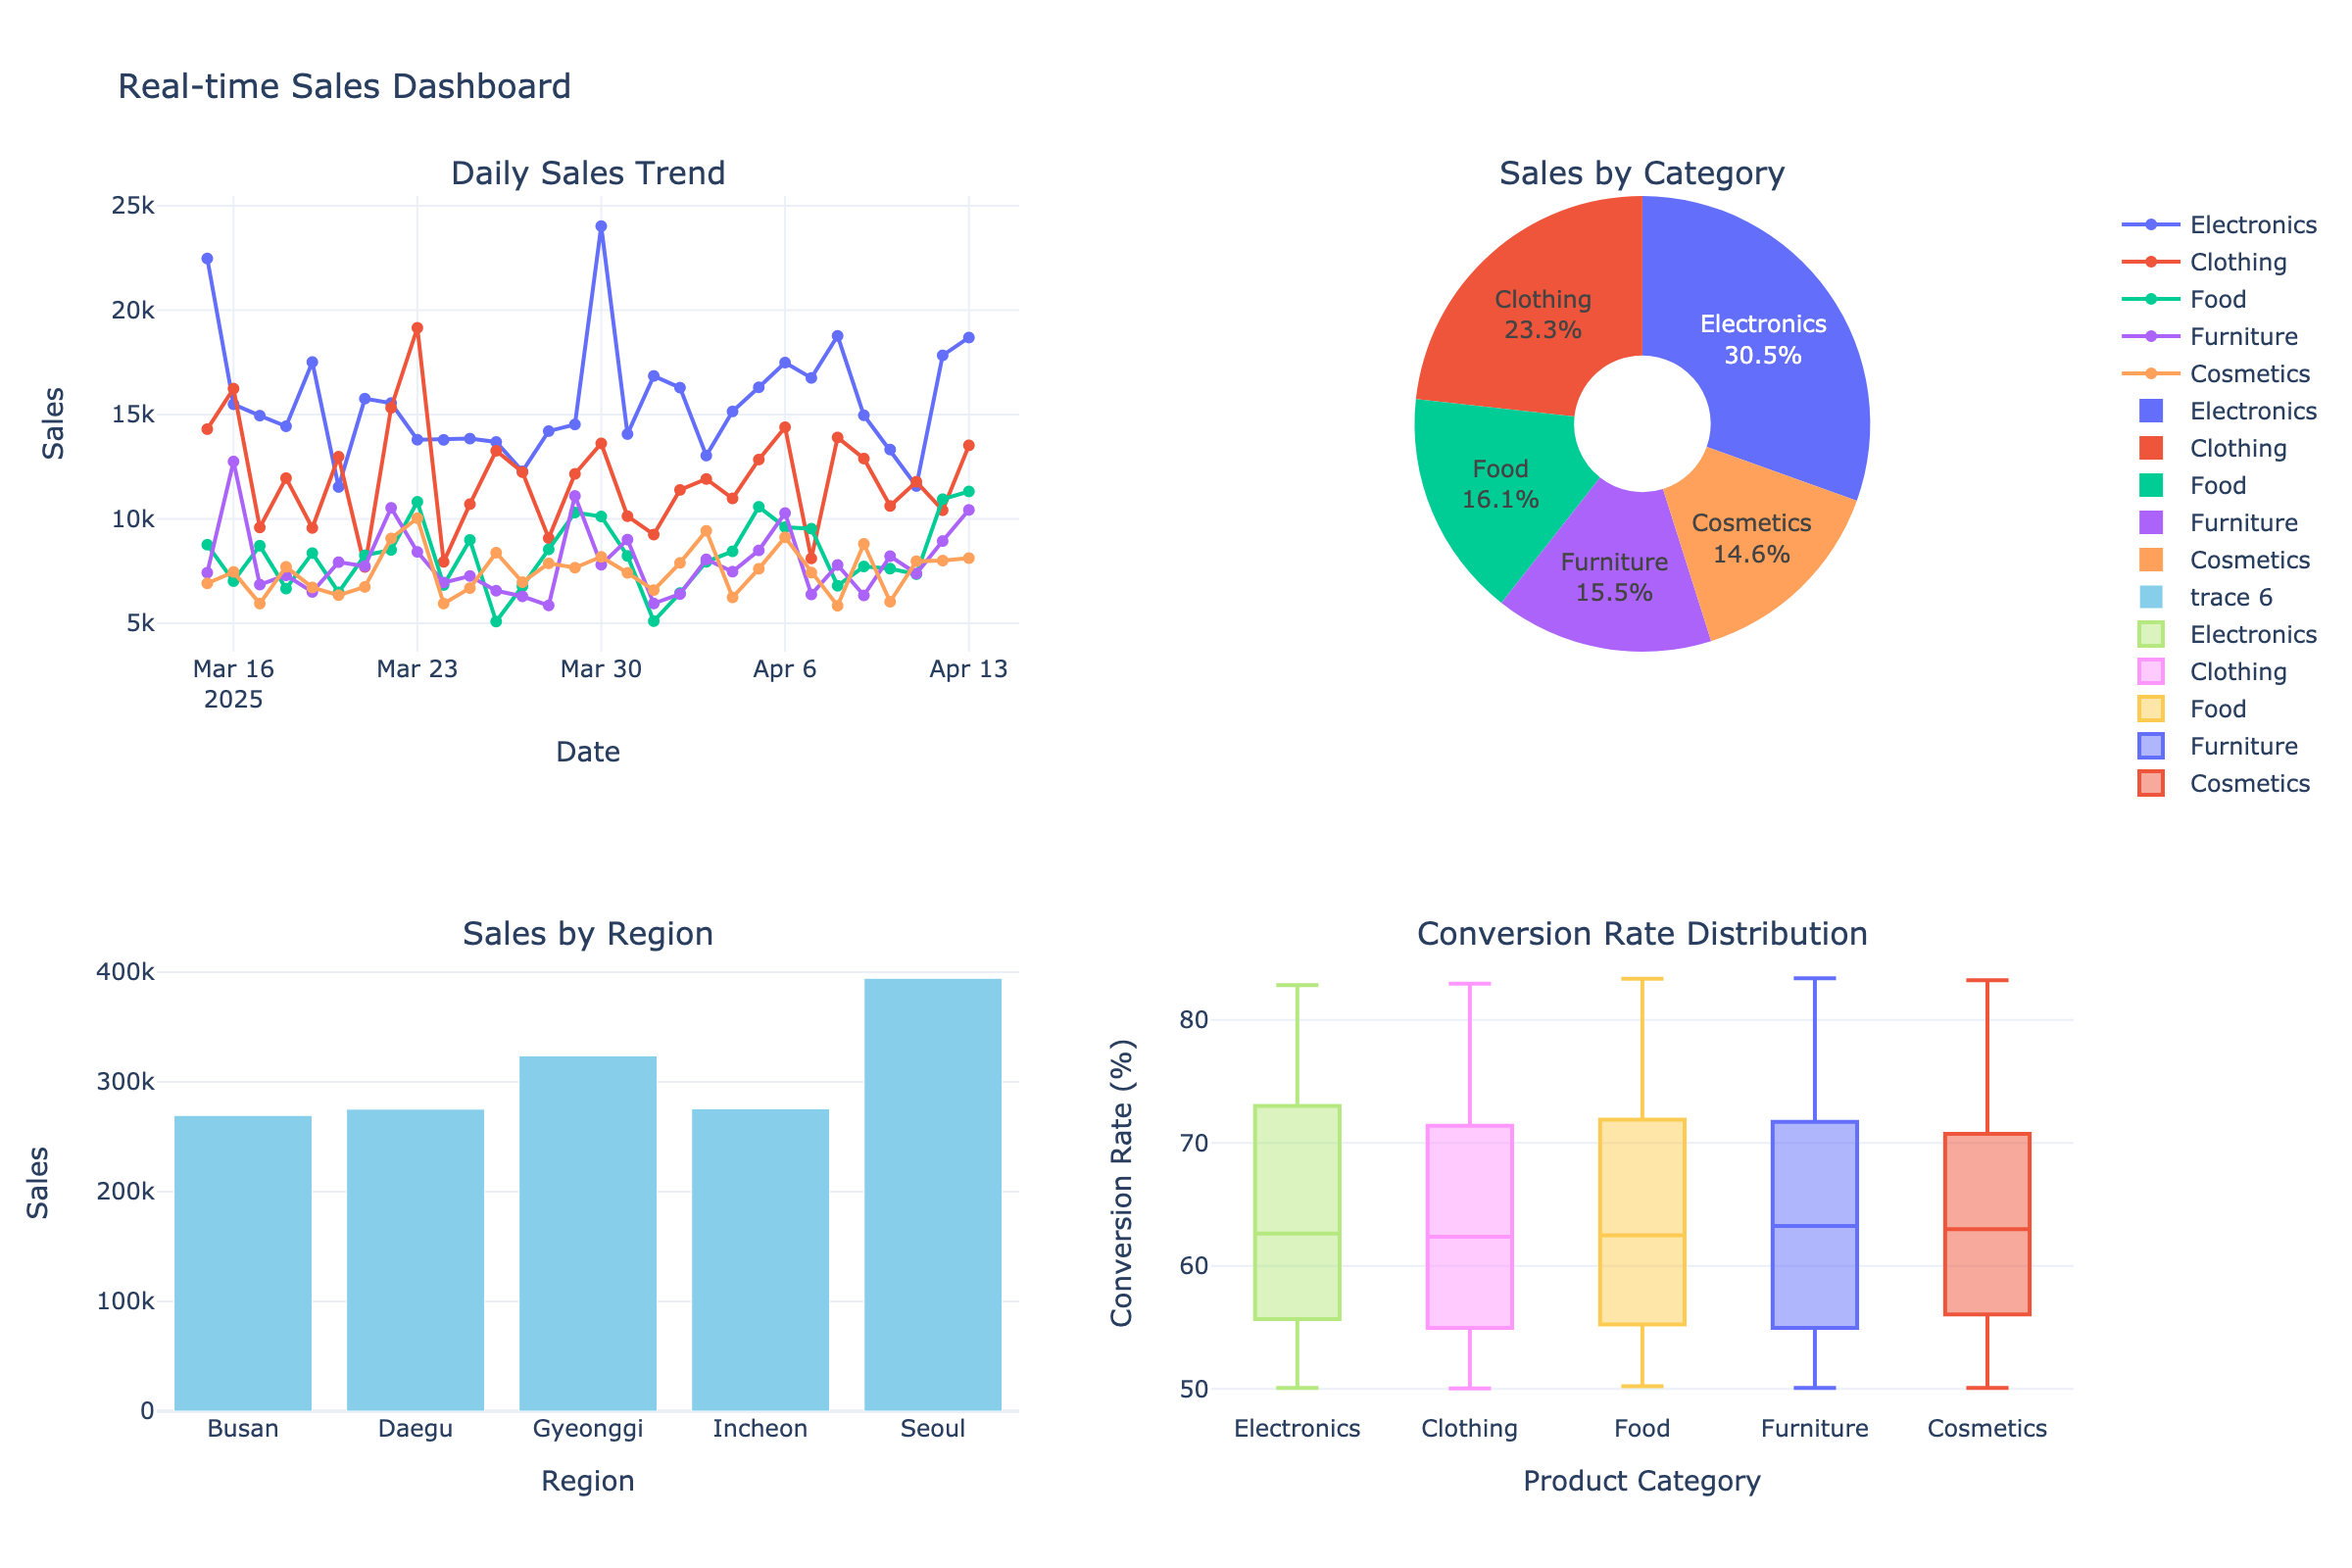 Real-time Sales Dashboard
Daily Sales Trend
25k
20k
15k
10k
5k
Sales
Mar 16
2025
Mar 23
Mar 30
Apr 6
Apr 13
Date
Sales by Category
Clothing
23.3%
Electronics
30.5%
Food
16.1%
Cosmetics
14.6%
Furniture
15.5%
Electronics
Clothing
Food
Furniture
Cosmetics
Electronics
Clothing
Food
Furniture
Cosmetics
trace 6
Electronics
Clothing
Food
Furniture
Cosmetics
Sales by Region
400k
300k
200k
100k
0
Sales
Busan
Daegu
Gyeonggi
Incheon
Seoul
Region
Conversion Rate Distribution
80
70
60
50
Conversion Rate (%)
Electronics
Clothing
Food
Furniture
Cosmetics
Product Category